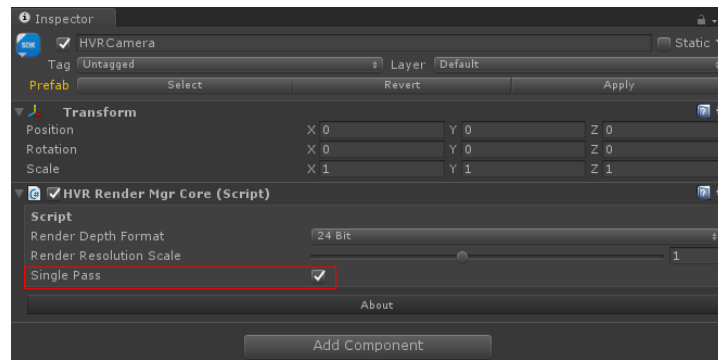 Inspector
SDK HVRCamera Static
Tag Untagged Layer Default
Prefab Select Revert Apply
Transform
Position X 0 Y 0 Z 0
Rotation X 0 Y 0 Z 0
Scale X 1 Y 1 Z 1
HVR Render Mgr Core (Script)
Script
Render Depth Format 24 Bit
Render Resolution Scale 1
Single Pass
About
Add Component